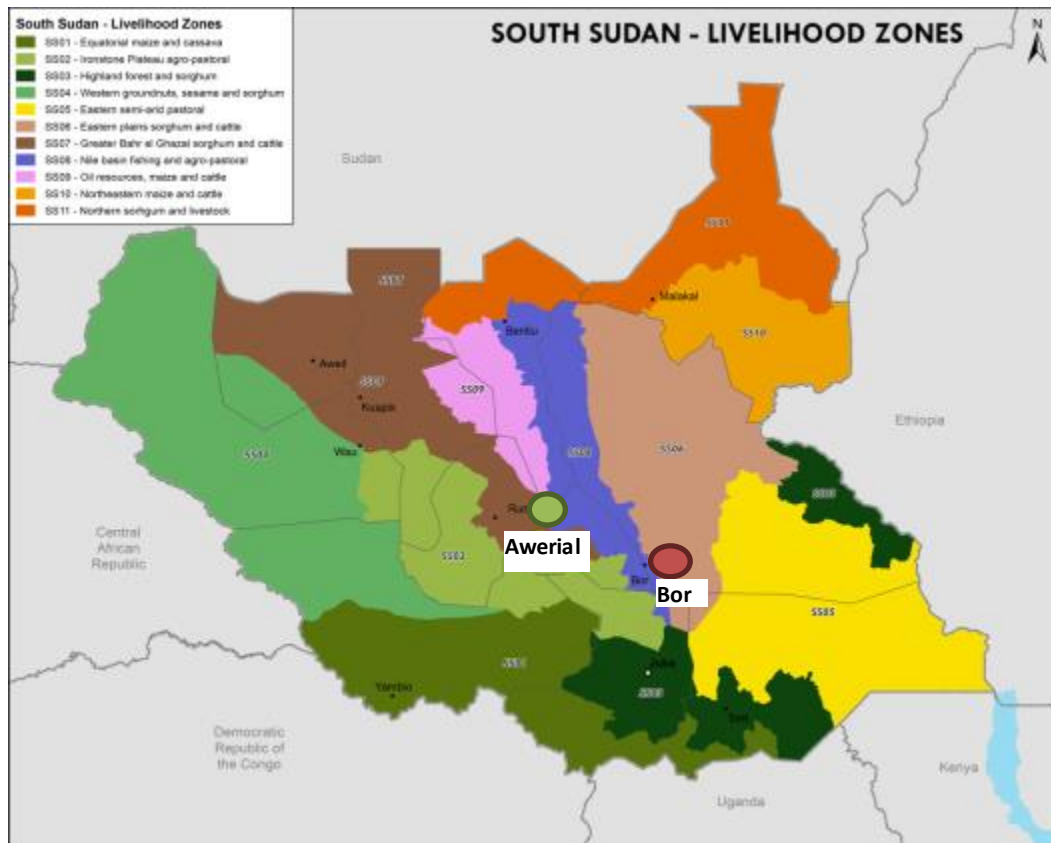 South Sudan - Livelihood Zones
SS01 - Equatorial maize and cassava
SS02 - Ironstone Plateau agro-pastoral
SS03 - Highland forest and sorghum
SS04 - Western groundnuts, sesame and sorghum
SS05 - Eastern semi-arid pastoral
SS06 - Eastern plains sorghum and cattle
SS07 - Greater Bahr el Ghazal sorghum and cattle
SS08 - Nile basin fishing and agro-pastoral
SS09 - Oil resources, maize and cattle
SS10 - Northeastern maize and cattle
SS11 - Northern sorhgum and livestock
SOUTH SUDAN - LIVELIHOOD ZONES
N
Sudan
SS11
SS07
Malakal
Bentiu
SS10
Aweil
SS07
SS09
Kuajok
Ethiopia
Wau
SS04
SS08
SS06
SS03
Central
African
Republic
Awerial
SS02
Bor
Bor
SS05
SS01
Juba
SS03
Yambio
Torit
Democratic
Republic of
the Congo
Kenya
Uganda